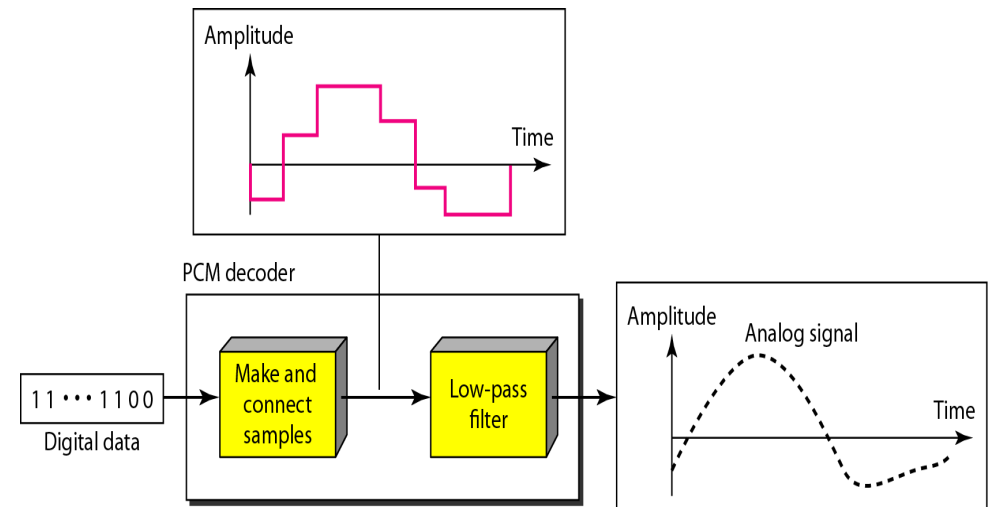 Amplitude
Time
PCM decoder
Make and
connect
samples
Low-pass
filter
11 ••• 1100
Digital data
Amplitude
Analog signal
Time